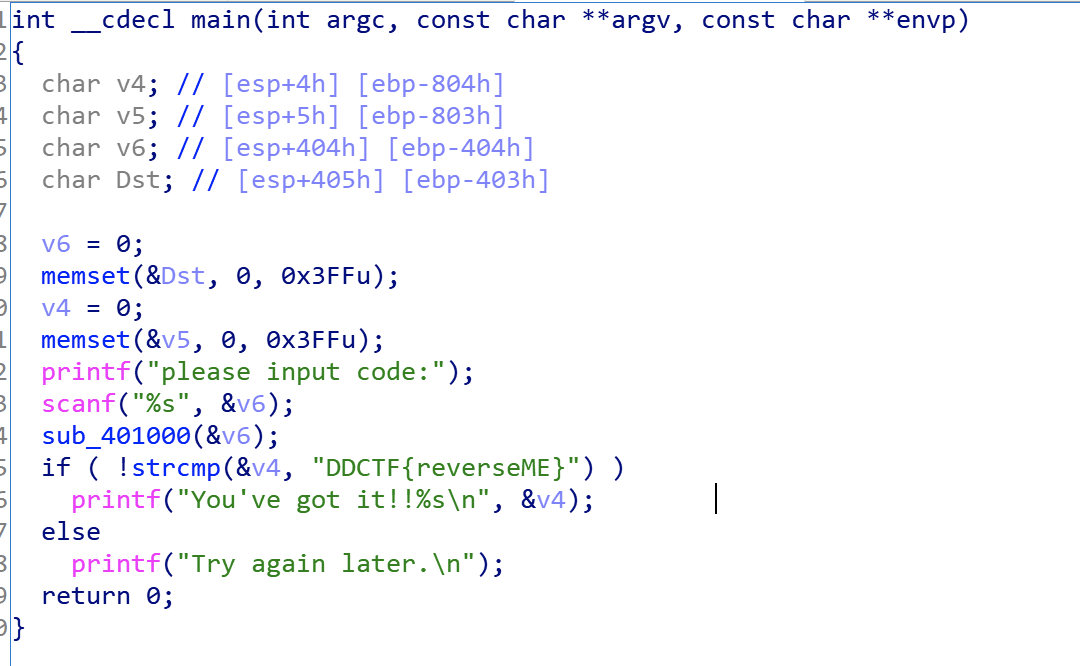 1 int __cdecl main(int argc, const char **argv, const char **envp)
2 {
3   char v4; // [esp+4h] [ebp-804h]
4   char v5; // [esp+5h] [ebp-803h]
5   char v6; // [esp+404h] [ebp-404h]
6   char Dst; // [esp+405h] [ebp-403h]
7
8   v6 = 0;
9   memset(&Dst, 0, 0x3FFu);
0   v4 = 0;
1   memset(&v5, 0, 0x3FFu);
2   printf("please input code:");
3   scanf("%s", &v6);
4   sub_401000(&v6);
5   if ( !strcmp(&v4, "DDCTF{reverseME}") )
6     printf("You've got it!!%s\n", &v4);
7   else
8     printf("Try again later.\n");
9   return 0;
0 }